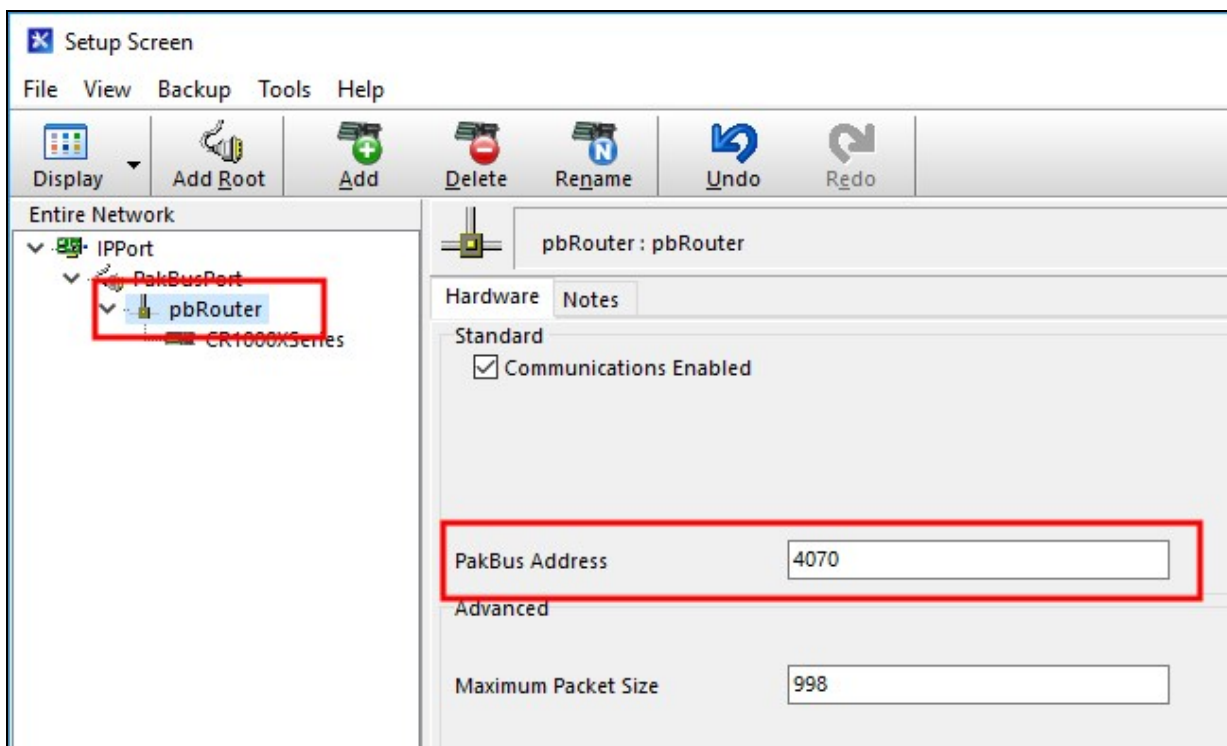 Setup Screen
File View Backup Tools Help
Display Add Root Add Delete Rename Undo Redo
Entire Network
IPPort
PakBusPort
pbRouter
CR1000XSeries
pbRouter : pbRouter
Hardware Notes
Standard
Communications Enabled
PakBus Address 4070
Advanced
Maximum Packet Size 998